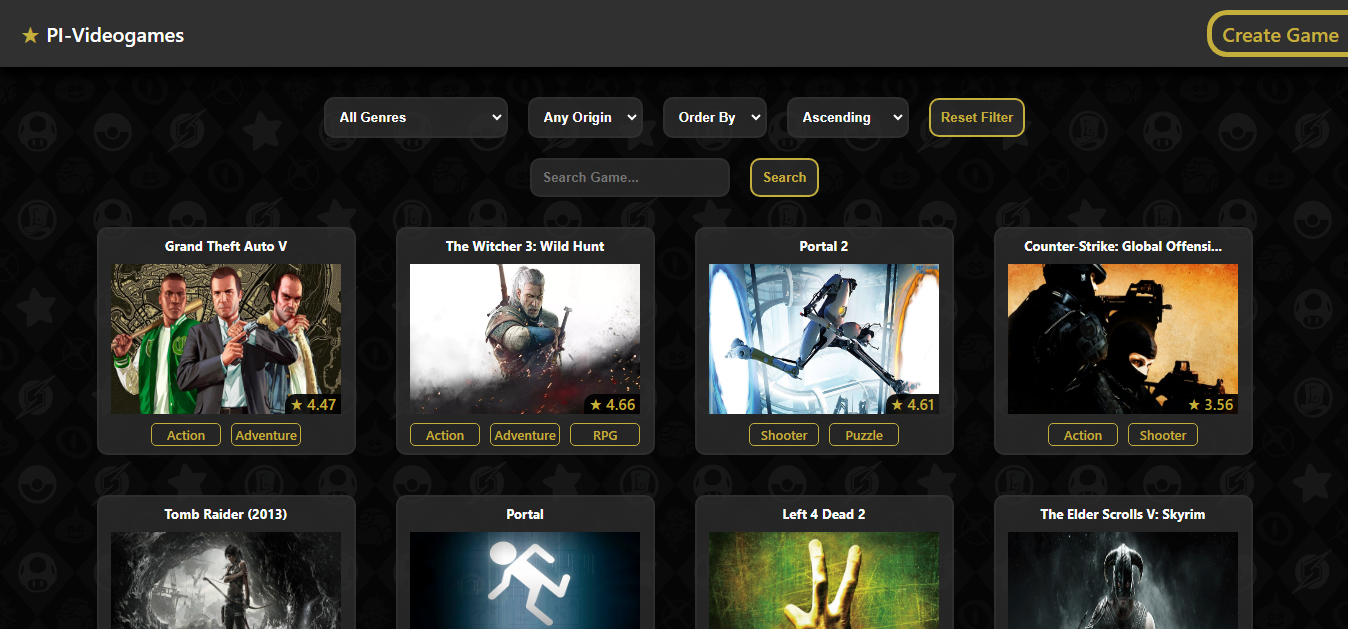 ★ PI-Videogames
Create Game
All Genres
Any Origin
Order By
Ascending
Reset Filter
Search Game...
Search
Grand Theft Auto V
★ 4.47
Action
Adventure
The Witcher 3: Wild Hunt
★ 4.66
Action
Adventure
RPG
Portal 2
★ 4.61
Shooter
Puzzle
Counter-Strike: Global Offensi...
★ 3.56
Action
Shooter
Tomb Raider (2013)
Portal
Left 4 Dead 2
The Elder Scrolls V: Skyrim